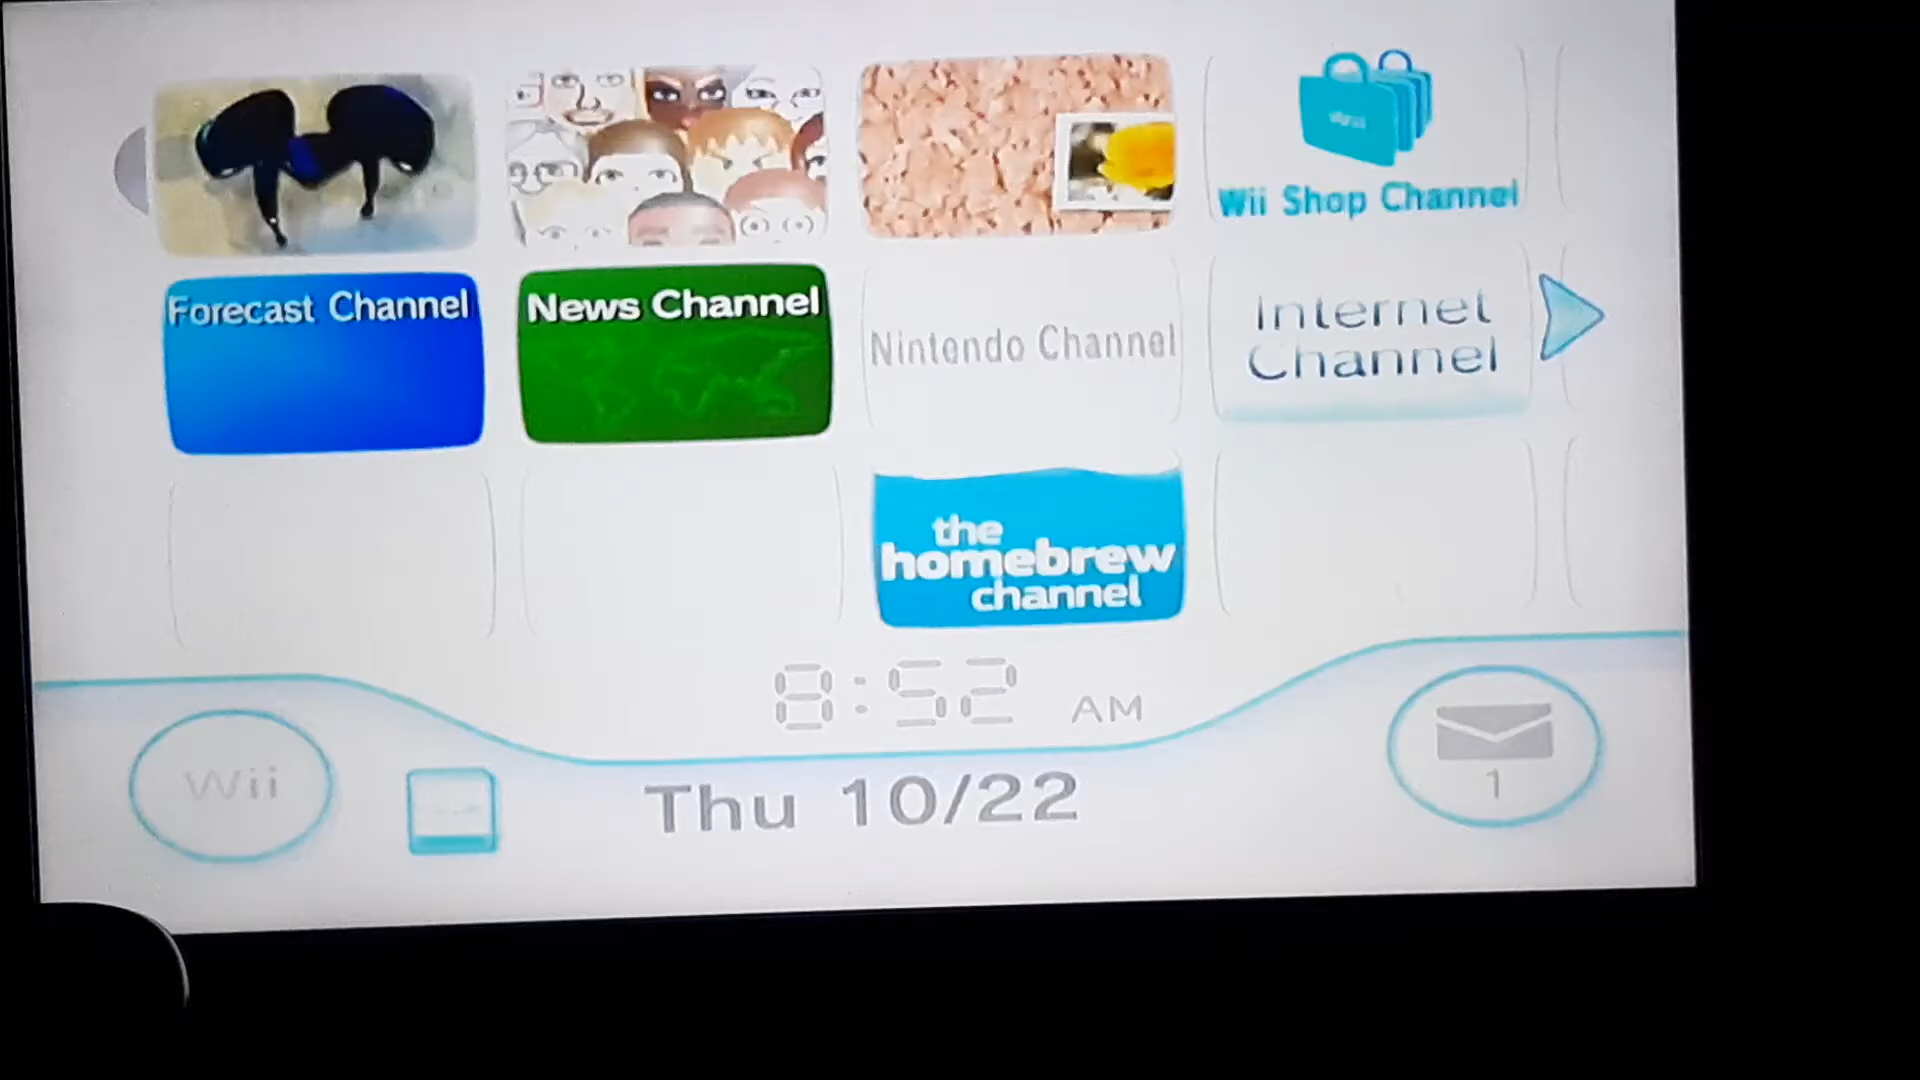 Wii Shop Channel
Forecast Channel
News Channel
Nintendo Channel
Internet
Channel
the
homebrew
channel
8:52 AM
Wii
Thu 10/22
1